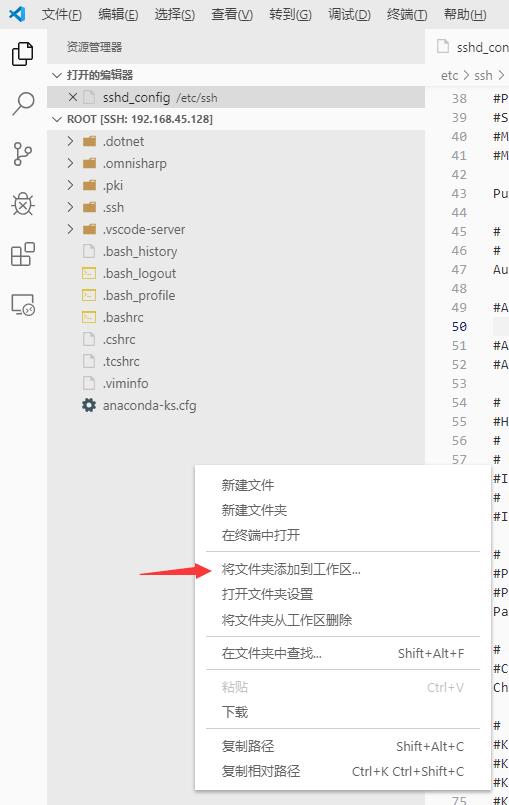 文件(F) 编辑(E) 选择(S) 查看(V) 转到(G) 调试(D) 终端(T) 帮助(H)
资源管理器
打开的编辑器
sshd_config /etc/ssh
ROOT [SSH: 192.168.45.128]
.dotnet
.omnisharp
.pki
.ssh
.vscode-server
.bash_history
.bash_logout
.bash_profile
.bashrc
.cshrc
.tcshrc
.viminfo
anaconda-ks.cfg
新建文件
新建文件夹
在终端中打开
将文件夹添加到工作区...
打开文件夹设置
将文件夹从工作区删除
在文件夹中查找... Shift+Alt+F
粘贴 Ctrl+V
下载
复制路径 Shift+Alt+C
复制相对路径 Ctrl+K Ctrl+Shift+C
sshd_con
etc > ssh >
38 #P
39 #S
40 #M
41 #M
42
43 Pu
44
45 #
46 #
47 Au
48
49 #A
50
51 #A
52 #A
53
54 #
55 #H
56 #
57 #
#I
#
#I
#
#P
#P
Pa
#
#C
Ch
#
#K
#K
#K
75 #K